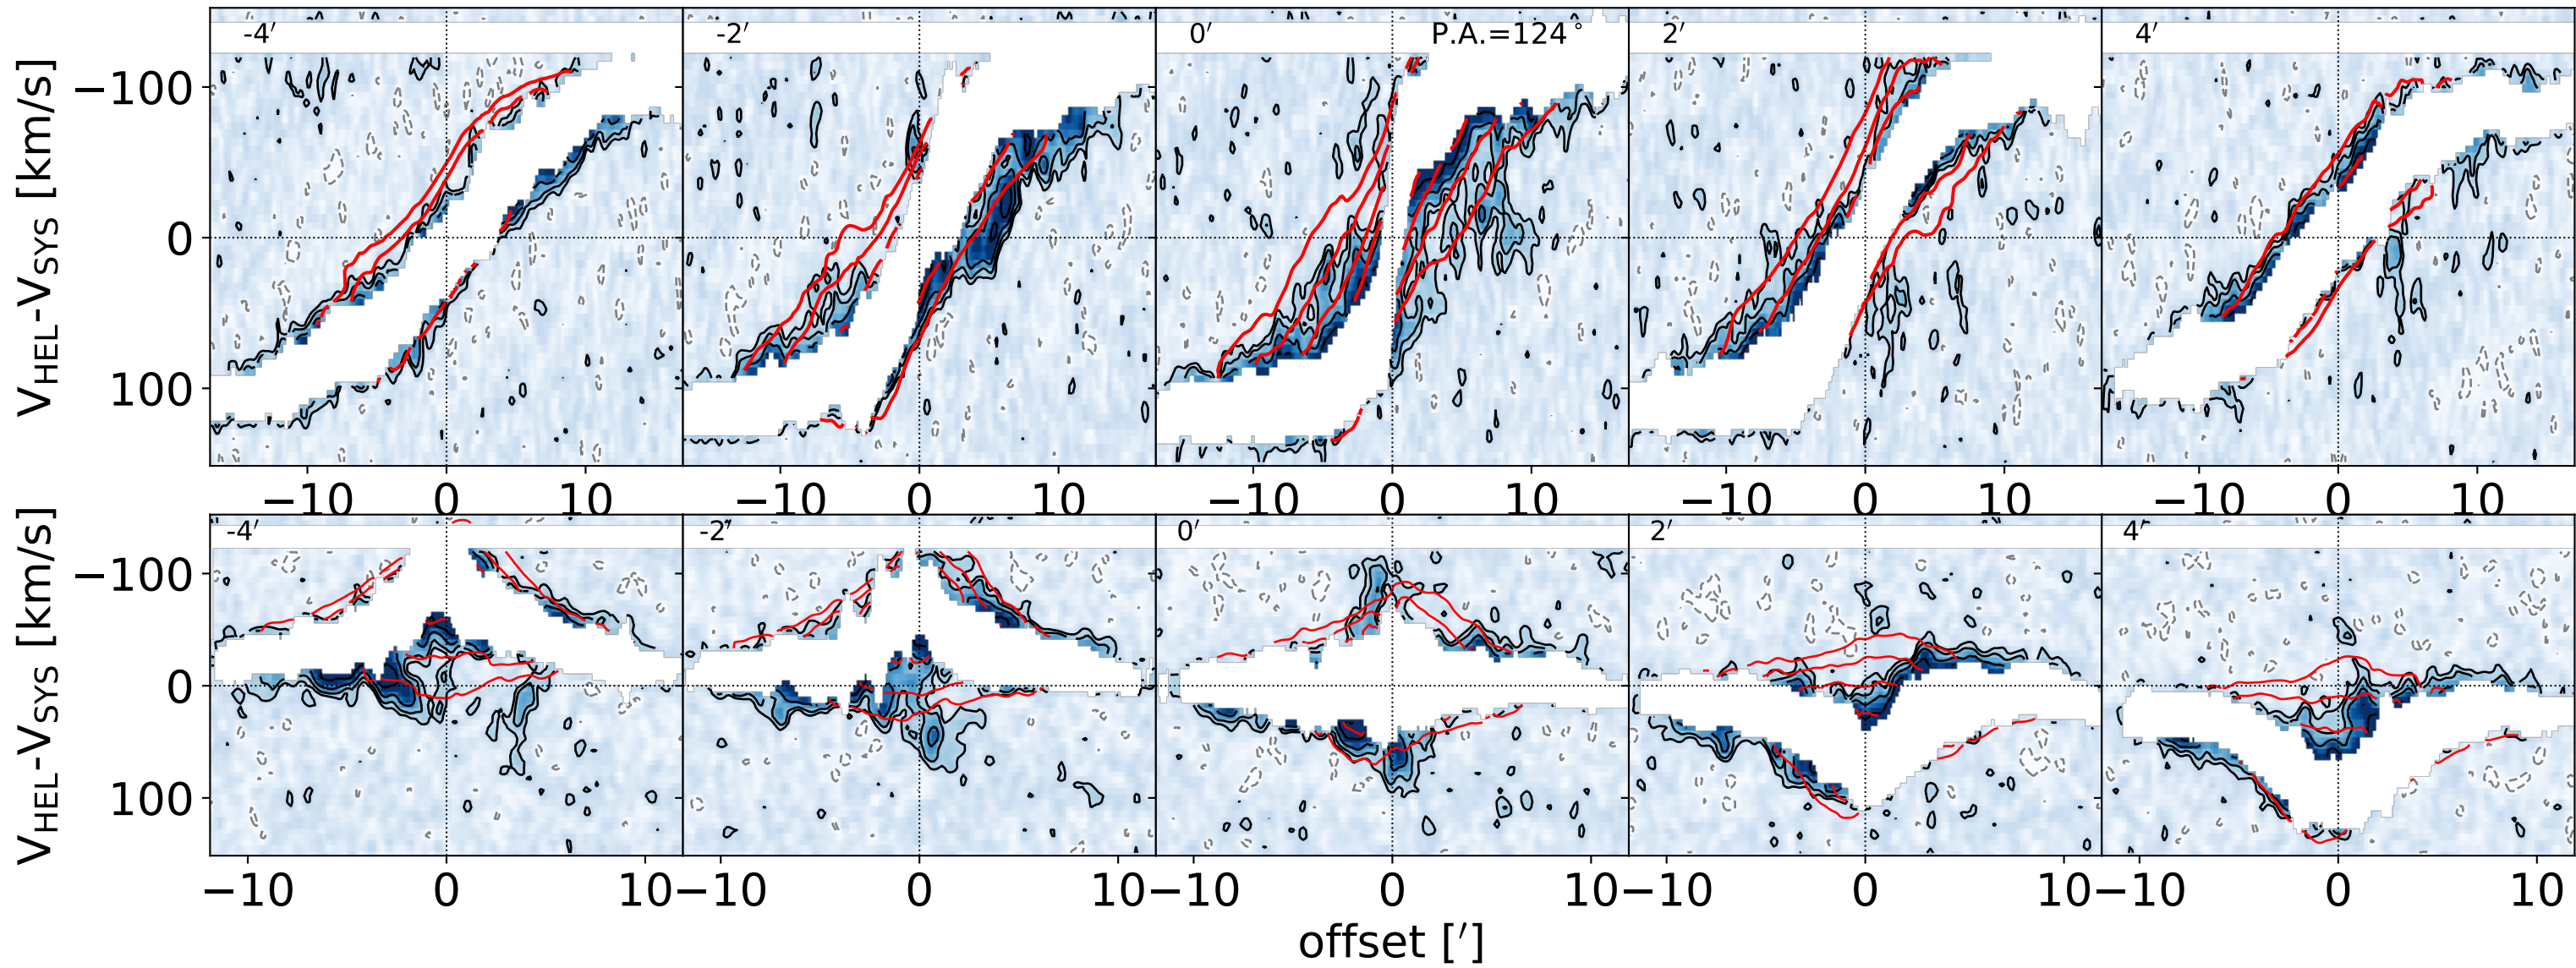 -4′ -2′ 0′ P.A.=124° 2′ 4′
V_HEL-V_SYS [km/s]
−100
0
100
−10 0 10 −10 0 10 −10 0 10 −10 0 10 −10 0 10
-4′ -2′ 0′ 2′ 4′
V_HEL-V_SYS [km/s]
−100
0
100
−10 0 10 −10 0 10 −10 0 10 −10 0 10 −10 0 10
offset [′]